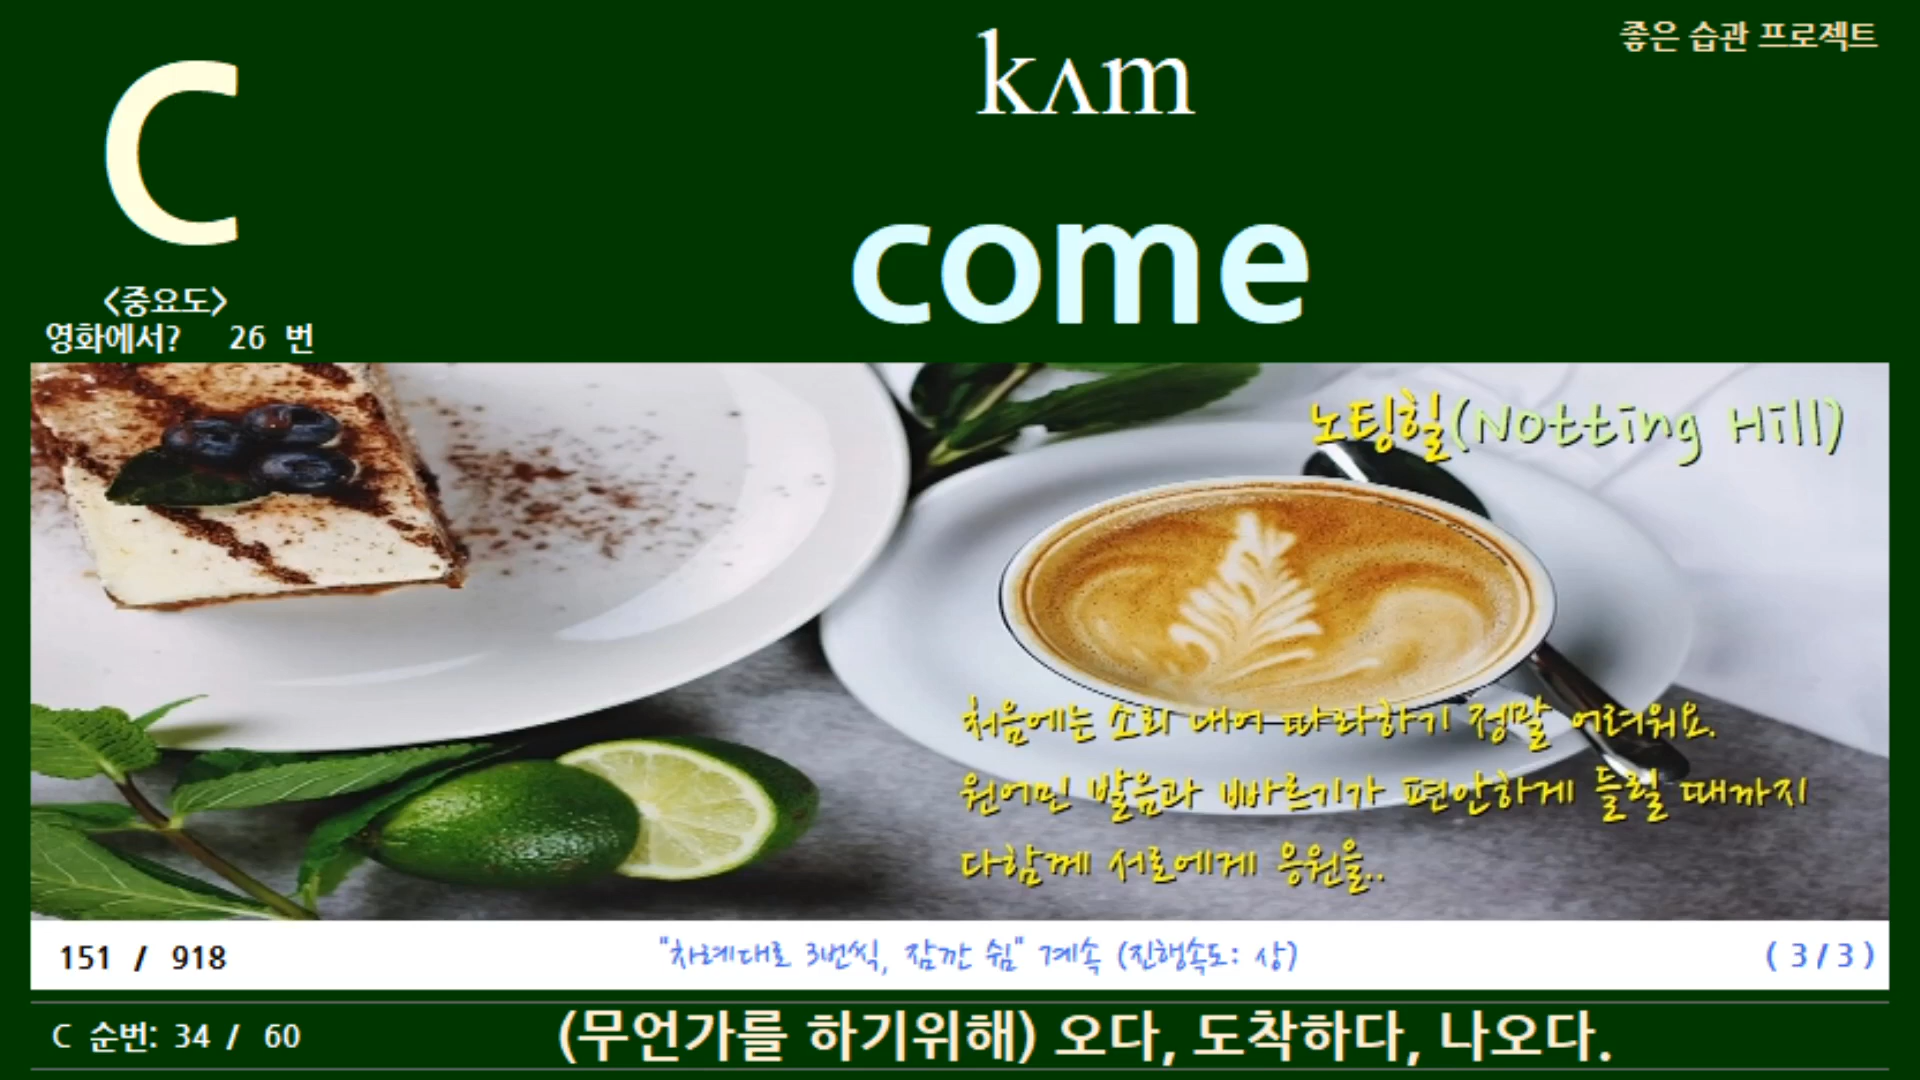 좋은 습관 프로젝트
C
kʌm
come
<중요도>
영화에서? 26 번
노팅힐(Notting Hill)
처음에는 소리 내어 따라하기 정말 어려워요.
원어민 발음과 빠르기가 편안하게 들릴 때까지
다함께 서로에게 응원을..
151 / 918
"차례대로 3번씩, 잠깐 쉼" 계속 (진행속도: 상)
( 3 / 3 )
C 순번: 34 / 60
(무언가를 하기위해) 오다, 도착하다, 나오다.